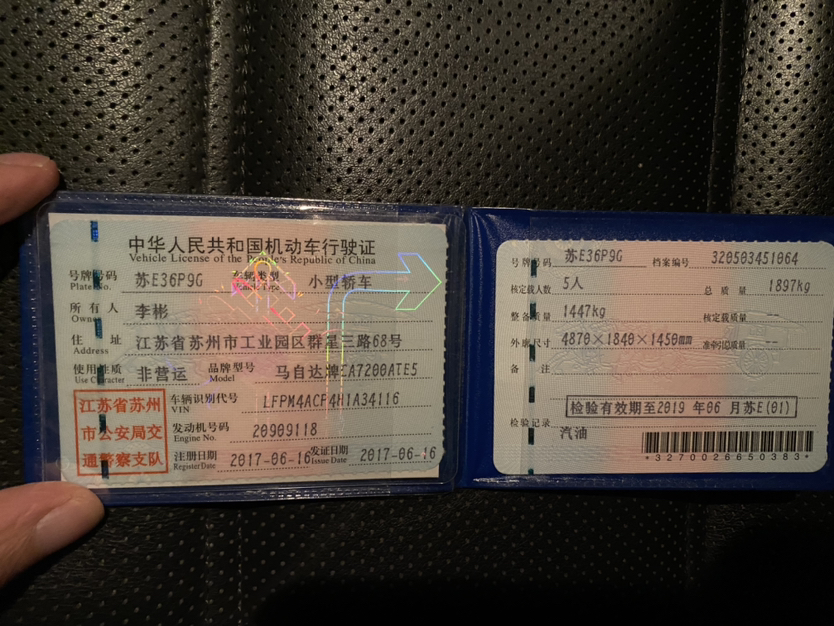 中华人民共和国机动车行驶证
Vehicle License of the People's Republic of China
号牌号码 苏E36P9G 车辆类型 小型轿车
Plate No. Vehicle Type
所有人 李彬
Owner
住址 江苏省苏州市工业园区群星三路68号
Address
使用性质 非营运 品牌型号 马自达牌CA7200ATE5
Use Character Model
江苏省苏州
市公安局交
通警察支队
车辆识别代号 LFPM4ACP4H1A34116
VIN
发动机号码 20909118
Engine No.
注册日期 2017-06-16 发证日期 2017-06-16
Register Date Issue Date
号牌号码 苏E36P9G 档案编号 320503451064
核定载人数 5人 总质量 1897kg
整备质量 1447kg 核定载质量 --
外廓尺寸 4870×1840×1450mm 准牵引总质量 --
备注
检验有效期至2019年06月苏E(01)
检验记录
汽油
*3270026650383*